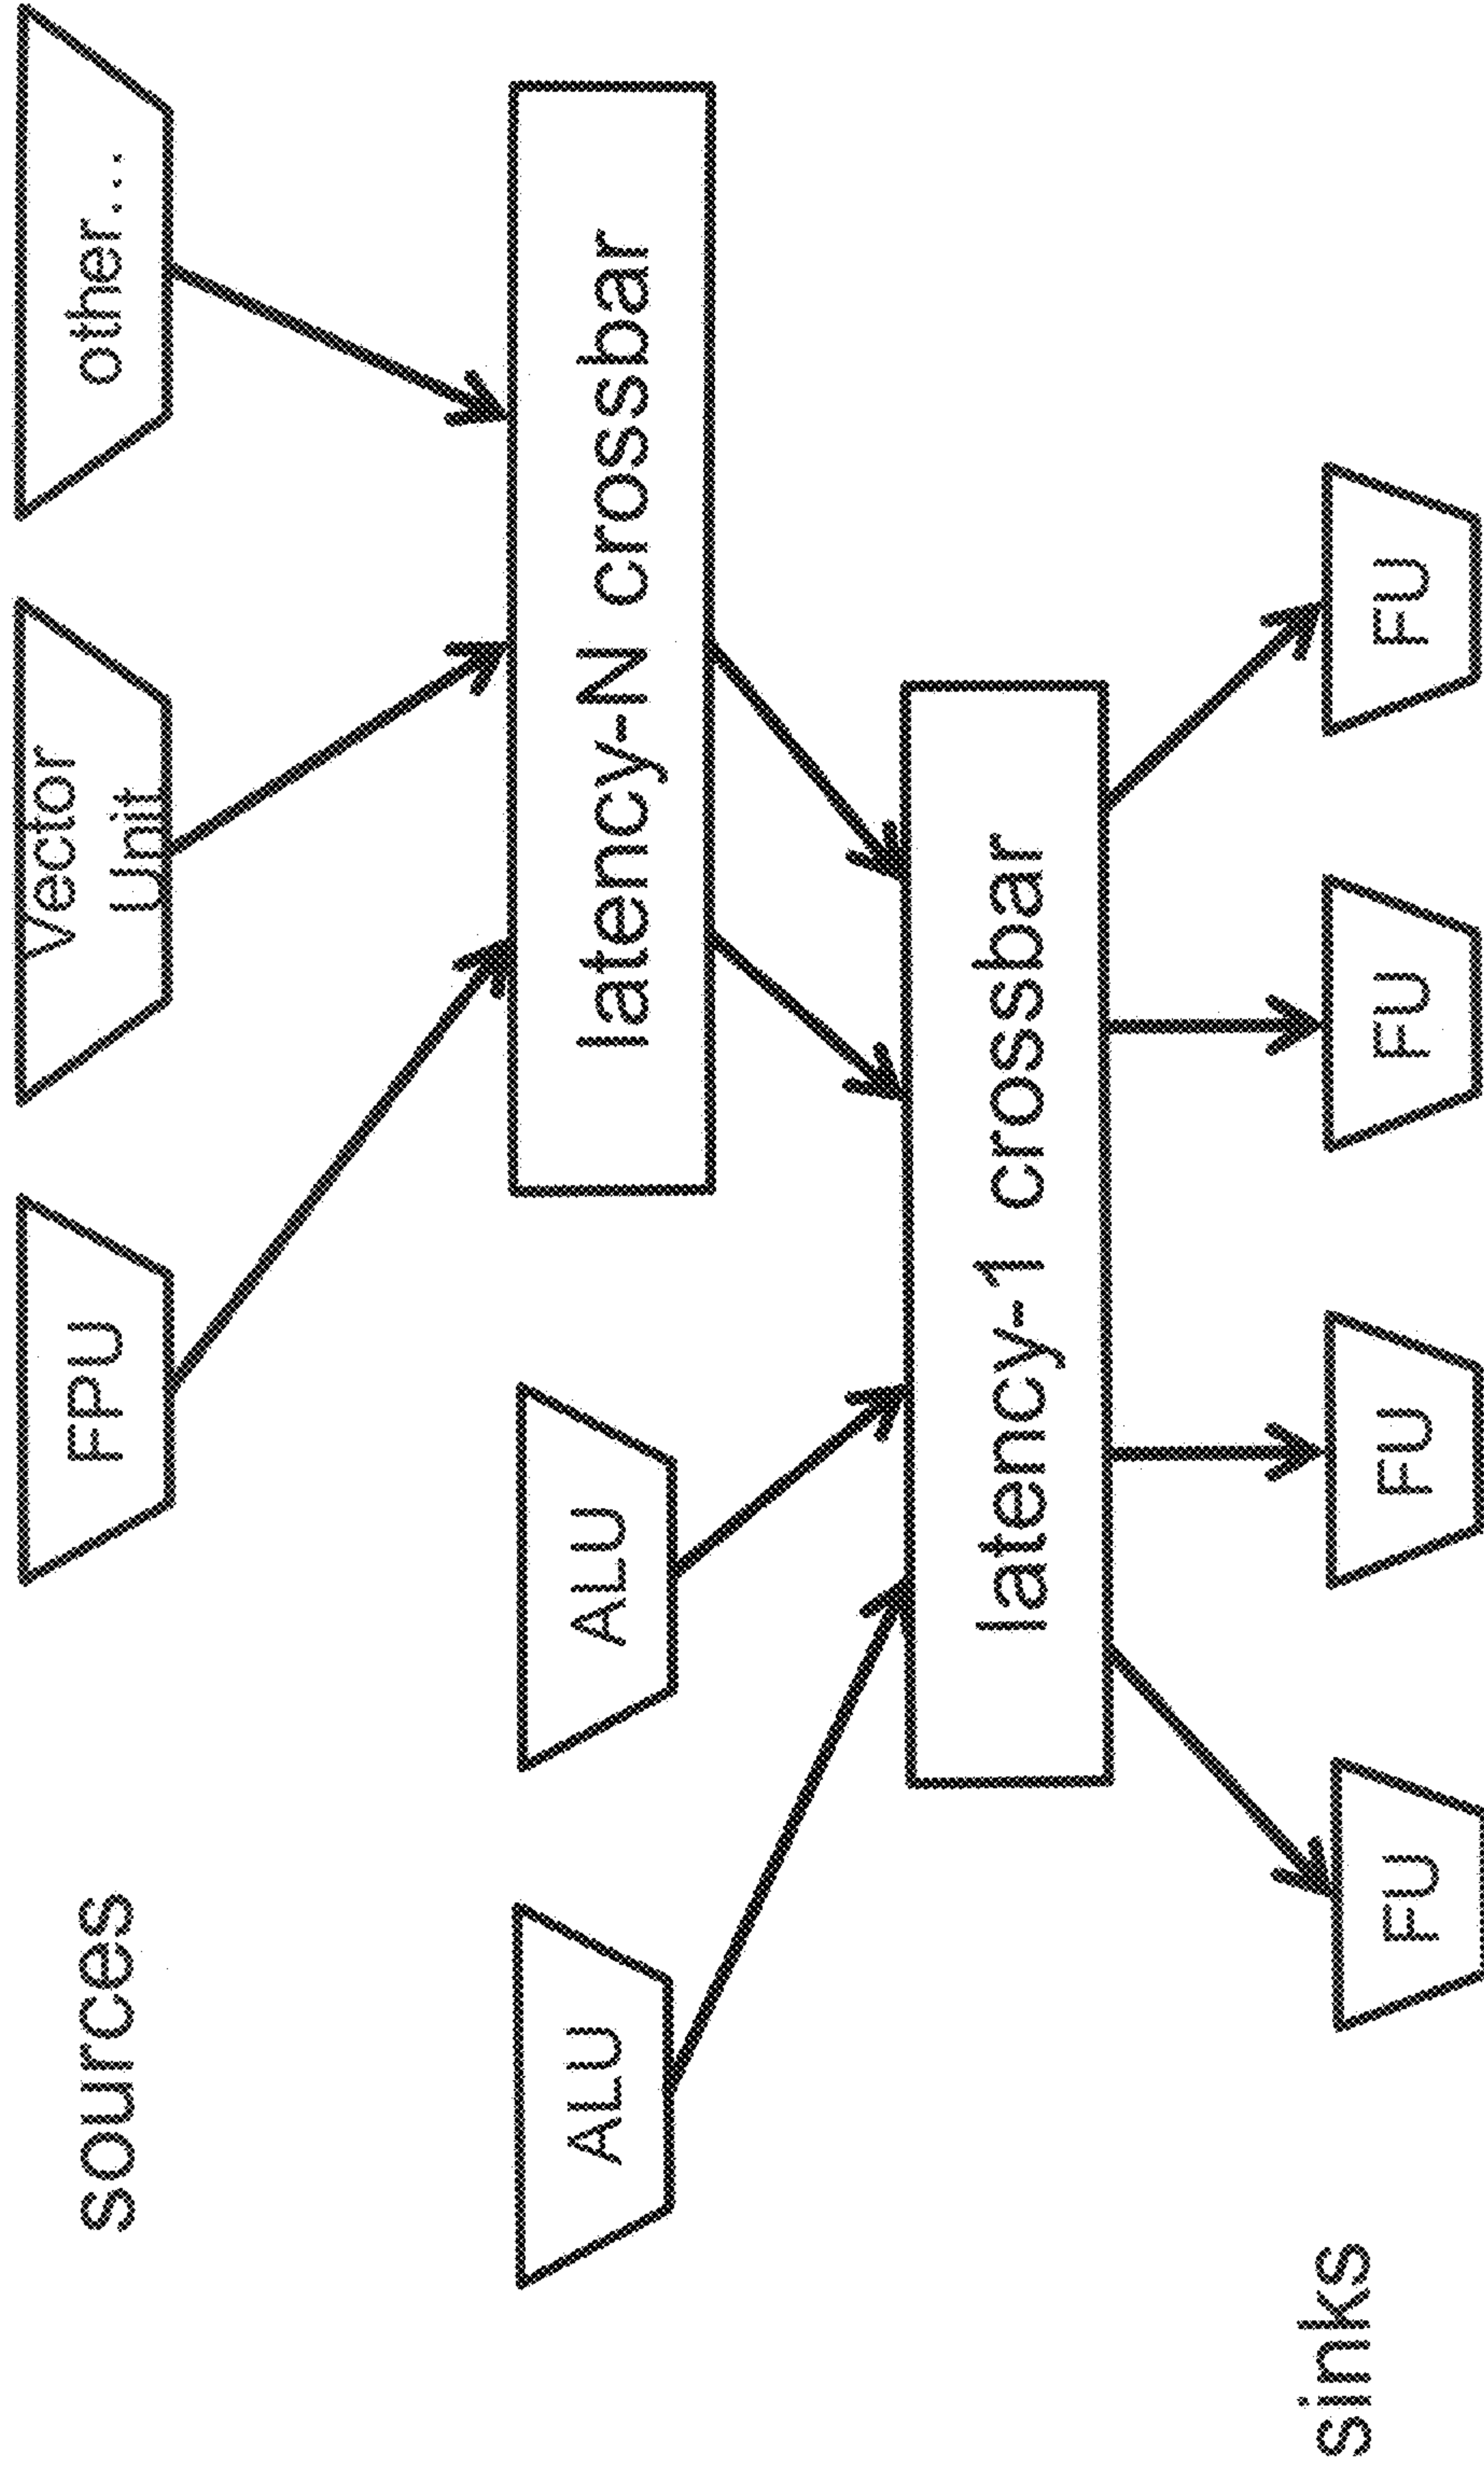 sources
FPU
Vector
Unit
other...
ALU
ALU
latency-N crossbar
latency-1 crossbar
sinks
FU
FU
FU
FU